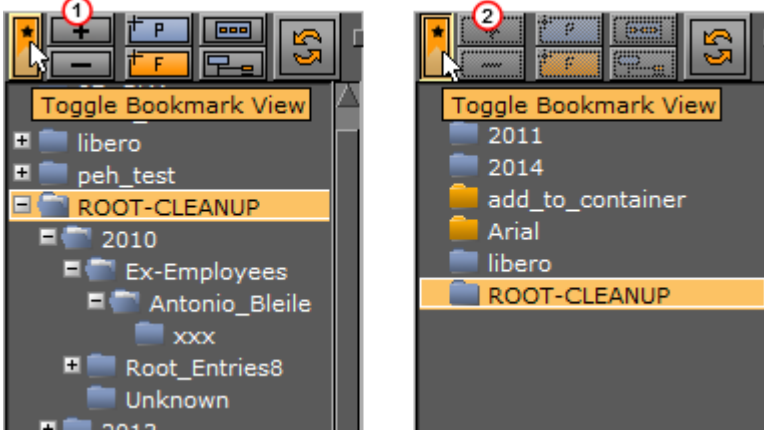 1
P
F
Toggle Bookmark View
libero
peh_test
ROOT-CLEANUP
2010
Ex-Employees
Antonio_Bleile
xxx
Root_Entries8
Unknown
2
P
F
Toggle Bookmark View
2011
2014
add_to_container
Arial
libero
ROOT-CLEANUP